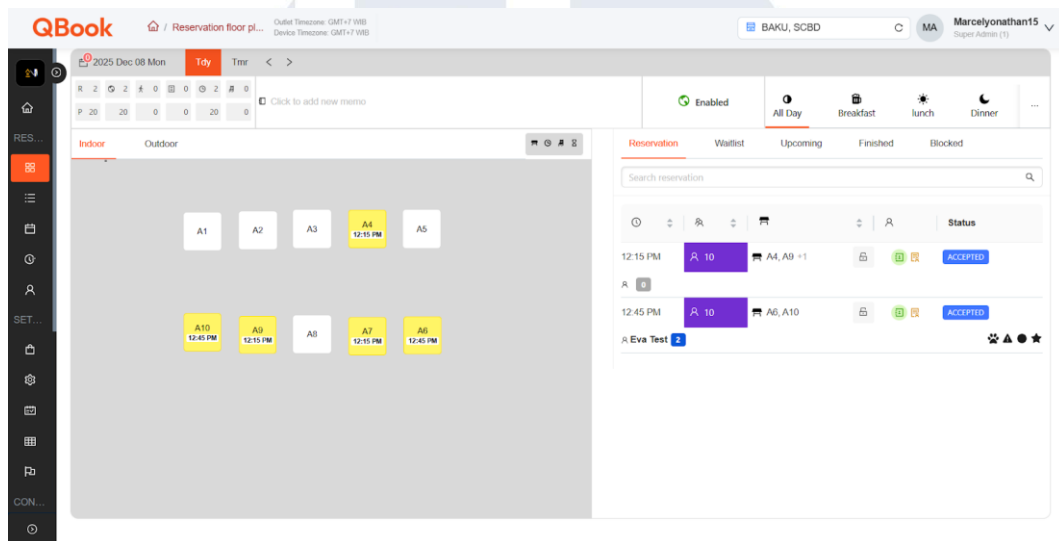 QBook
/ Reservation floor pl...
Outlet Timezone: GMT+7 WIB
Device Timezone: GMT+7 WIB
BAKU, SCBD
MA
Marcelyonathan15
Super Admin (1)
0
2025 Dec 08 Mon
Tdy
Tmr
<
>
R 2 2 0 0 2 0
P 20 20 0 0 20 0
Click to add new memo
Enabled
All Day
Breakfast
lunch
Dinner
...
RES...
SET...
CON...
Indoor
Outdoor
A1
A2
A3
A4
12:15 PM
A5
A10
12:45 PM
A9
12:15 PM
A8
A7
12:15 PM
A6
12:45 PM
Reservation
Waitlist
Upcoming
Finished
Blocked
Search reservation
Status
12:15 PM
10
A4, A9 +1
ACCEPTED
0
12:45 PM
10
A6, A10
ACCEPTED
Eva Test 2